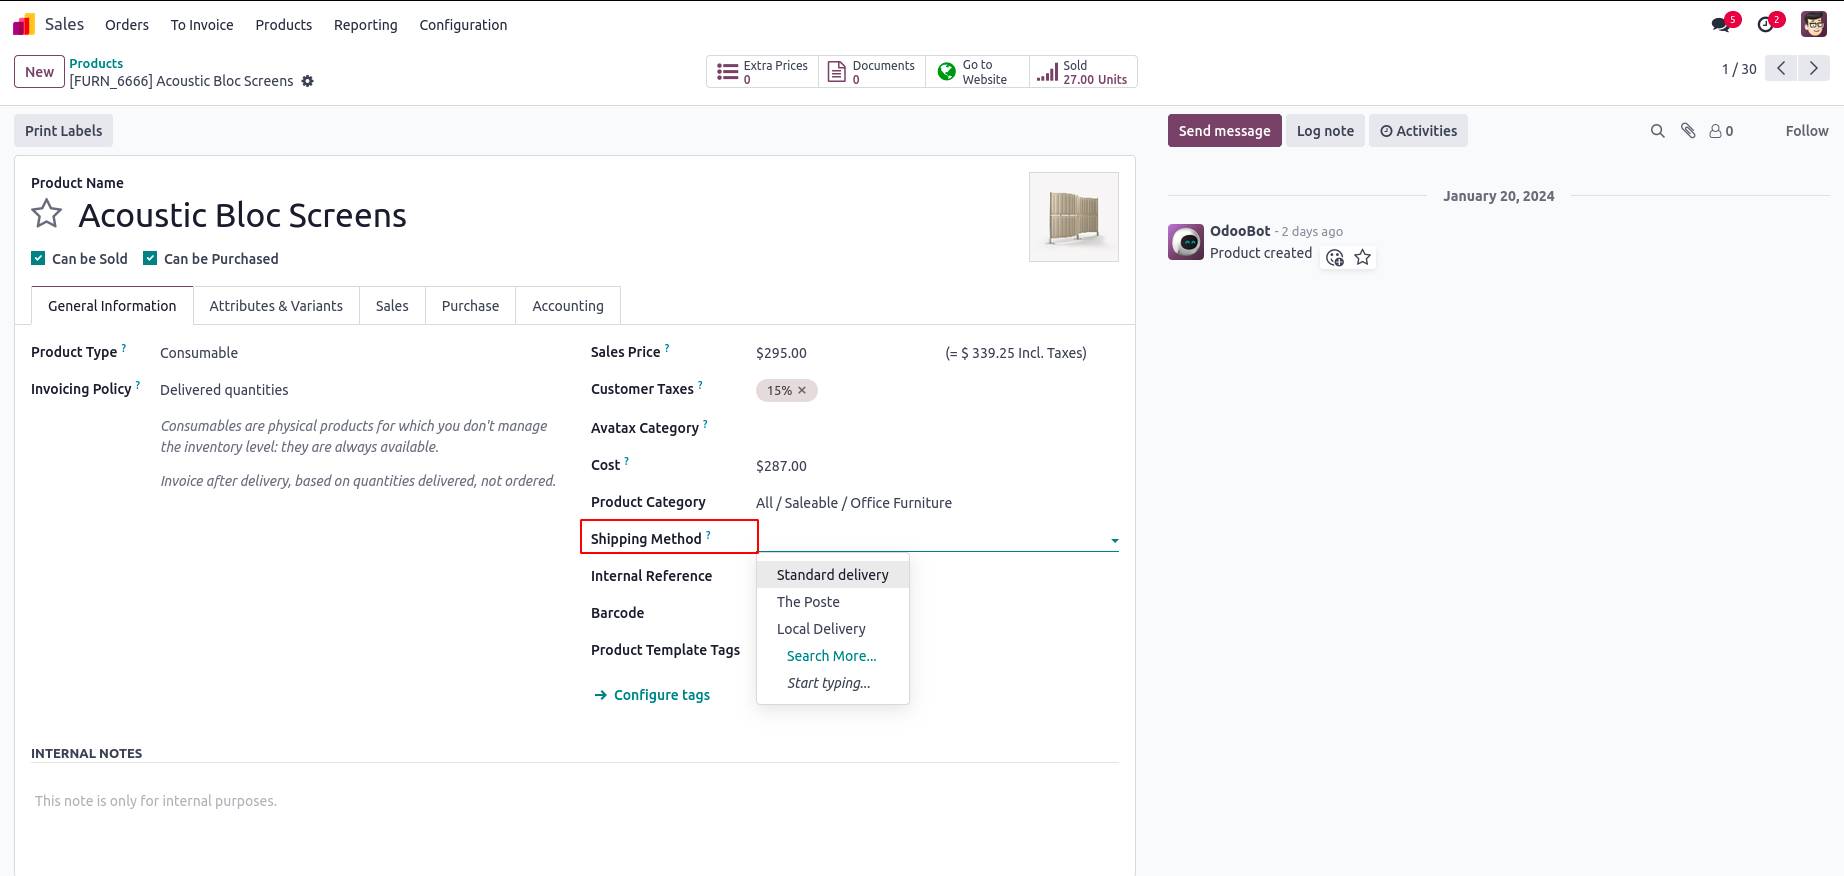 Sales Orders To Invoice Products Reporting Configuration 5 2
New Products
[FURN_6666] Acoustic Bloc Screens
Extra Prices
0
Documents
0
Go to
Website
Sold
27.00 Units
1 / 30
Print Labels
Send message Log note Activities 0 Follow
Product Name
Acoustic Bloc Screens
Can be Sold Can be Purchased
General Information Attributes & Variants Sales Purchase Accounting
Product Type ? Consumable
Invoicing Policy ? Delivered quantities
Consumables are physical products for which you don't manage
the inventory level: they are always available.
Invoice after delivery, based on quantities delivered, not ordered.
Sales Price ? $295.00 (= $ 339.25 Incl. Taxes)
Customer Taxes ? 15% ×
Avatax Category ?
Cost ? $287.00
Product Category All / Saleable / Office Furniture
Shipping Method ?
Standard delivery
The Poste
Local Delivery
Search More...
Start typing...
Internal Reference
Barcode
Product Template Tags
→ Configure tags
INTERNAL NOTES
This note is only for internal purposes.
January 20, 2024
OdooBot - 2 days ago
Product created